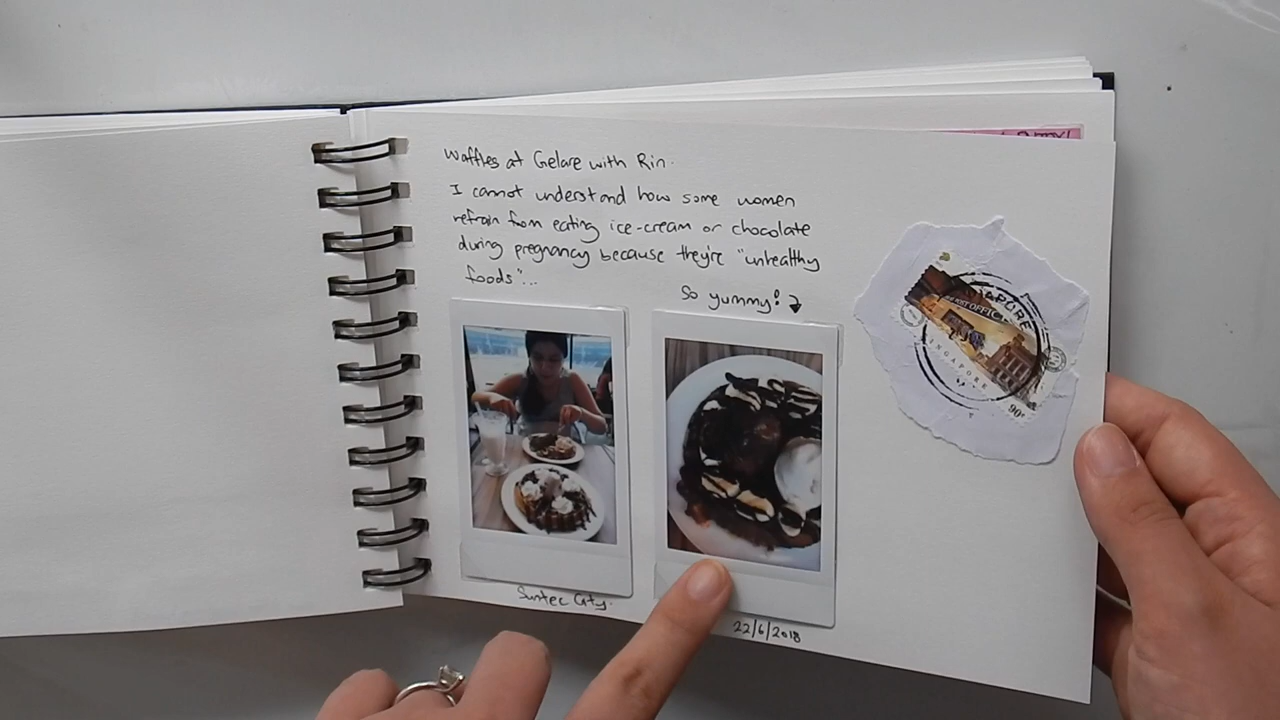 Waffles at Gelare with Rin.
I cannot understand how some women
refrain from eating ice-cream or chocolate
during pregnancy because they're "unhealthy
foods"...
So yummy!
Suntec City.
22/6/2018
SINGAPORE
POST OFFICE
SINGAPORE
90¢